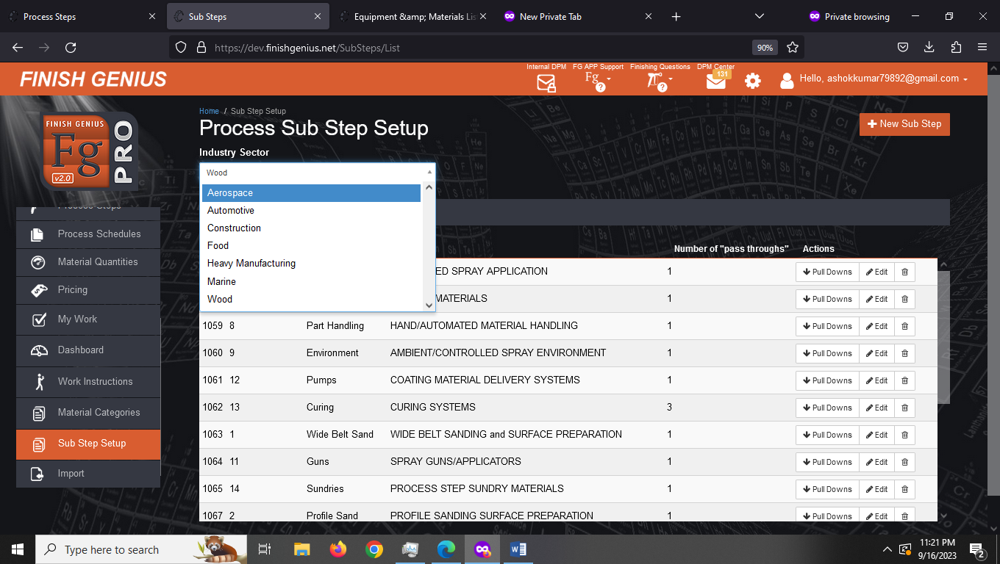 Process Steps
Sub Steps
Equipment &amp; Materials Lis
New Private Tab
Private browsing
https://dev.finishgenius.net/SubSteps/List
90%
FINISH GENIUS
Internal DPM
FG APP Support
Finishing Questions
DPM Center
Fg
131
Hello, ashokkumar79892@gmail.com
FINISH GENIUS
Fg
v2.0
PRO
Home / Sub Step Setup
Process Sub Step Setup
New Sub Step
Industry Sector
Wood
Aerospace
Automotive
Construction
Food
Heavy Manufacturing
Marine
Wood
Process Steps
Process Schedules
Material Quantities
Pricing
My Work
Dashboard
Work Instructions
Material Categories
Sub Step Setup
Import
Number of "pass throughs" Actions
ED SPRAY APPLICATION 1 Pull Downs Edit
MATERIALS 1 Pull Downs Edit
1059 8 Part Handling HAND/AUTOMATED MATERIAL HANDLING 1 Pull Downs Edit
1060 9 Environment AMBIENT/CONTROLLED SPRAY ENVIRONMENT 1 Pull Downs Edit
1061 12 Pumps COATING MATERIAL DELIVERY SYSTEMS 1 Pull Downs Edit
1062 13 Curing CURING SYSTEMS 3 Pull Downs Edit
1063 1 Wide Belt Sand WIDE BELT SANDING and SURFACE PREPARATION 1 Pull Downs Edit
1064 11 Guns SPRAY GUNS/APPLICATORS 1 Pull Downs Edit
1065 14 Sundries PROCESS STEP SUNDRY MATERIALS 1 Pull Downs Edit
1067 2 Profile Sand PROFILE SANDING SURFACE PREPARATION 1 Pull Downs Edit
Type here to search
11:21 PM
9/16/2023
2